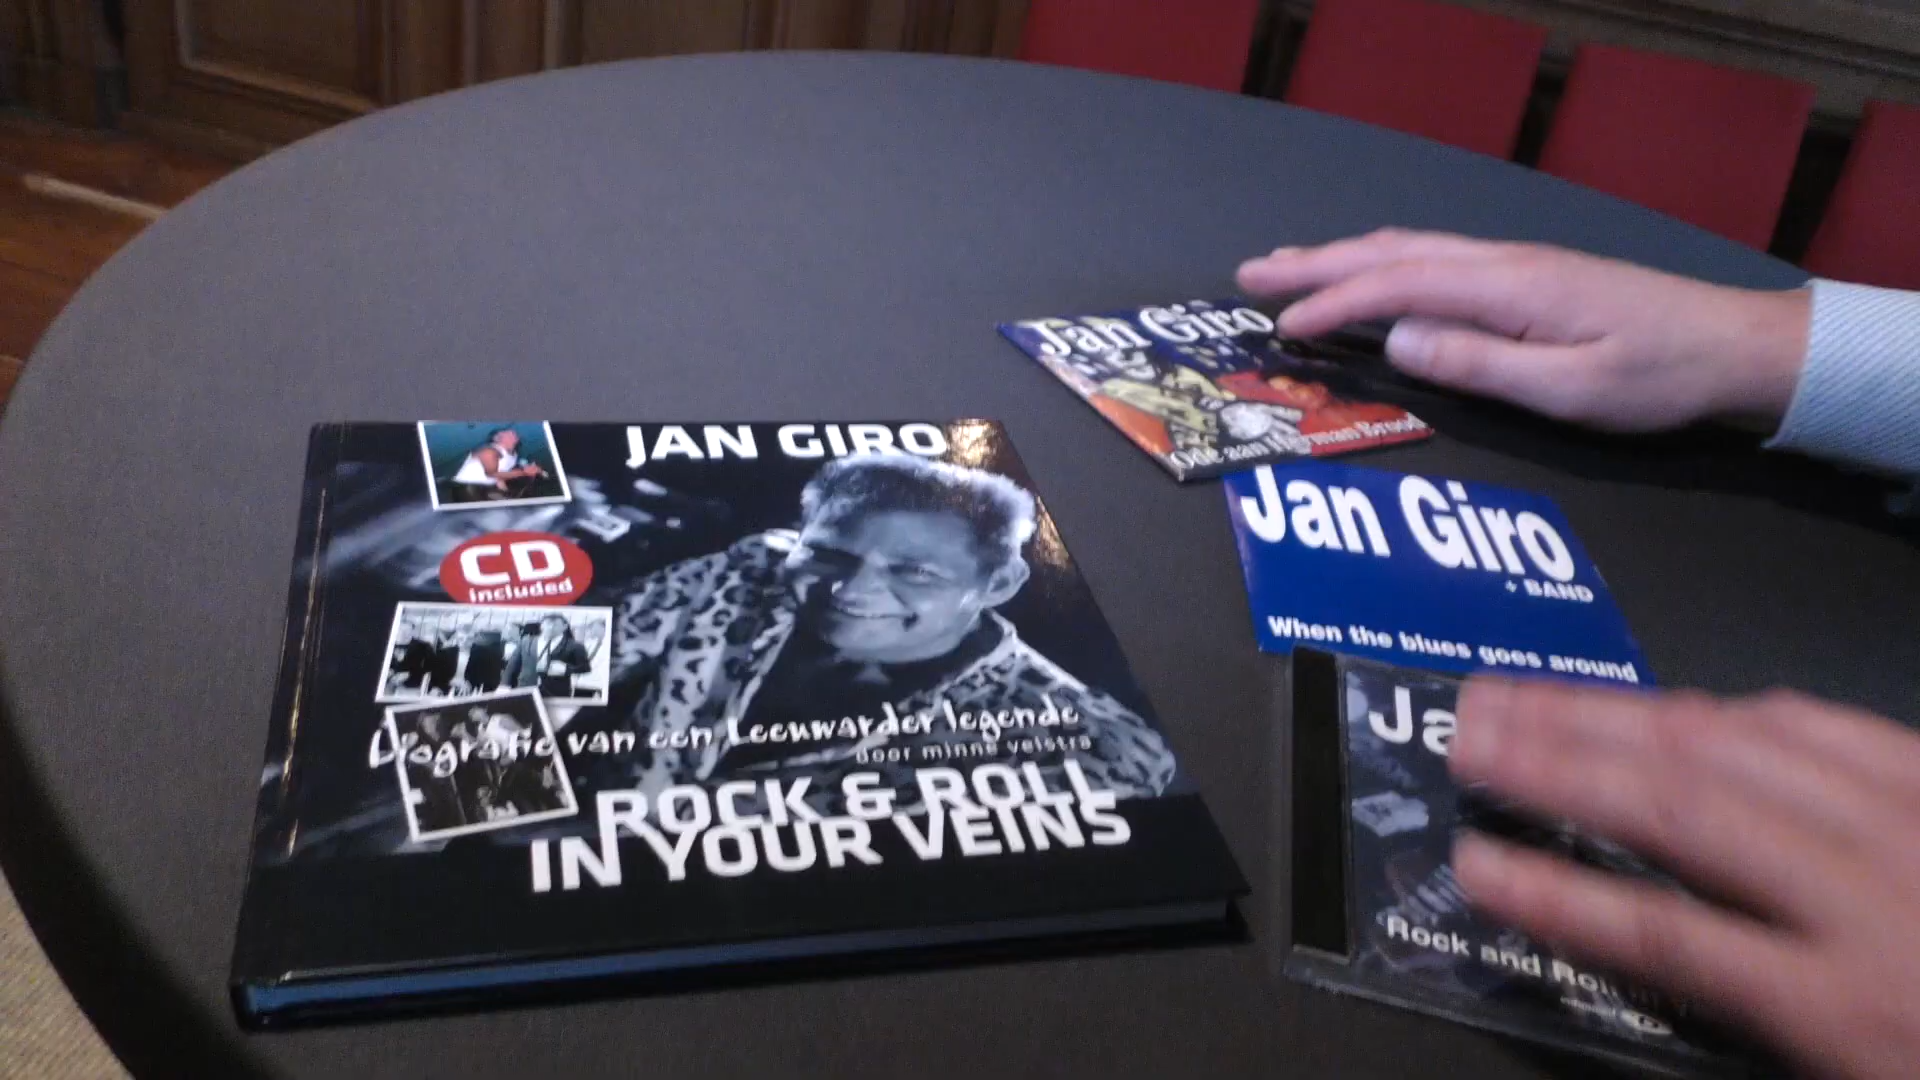 JAN GIRO
CD
included
Biografie van een Leeuwarder legende
door minne velstra
ROCK & ROLL
IN YOUR VEINS
Jan Giro
Ode aan Herman Brood
Jan Giro
+ BAND
When the blues goes around
Ja
Rock and Roll